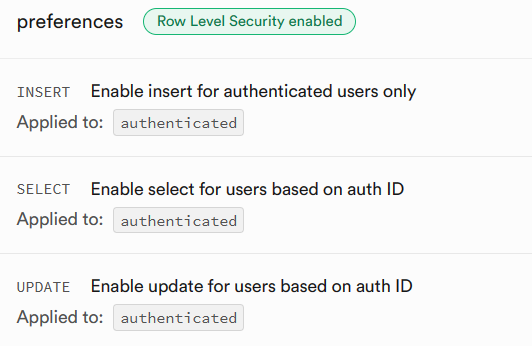 preferences Row Level Security enabled
INSERT Enable insert for authenticated users only
Applied to: authenticated
SELECT Enable select for users based on auth ID
Applied to: authenticated
UPDATE Enable update for users based on auth ID
Applied to: authenticated